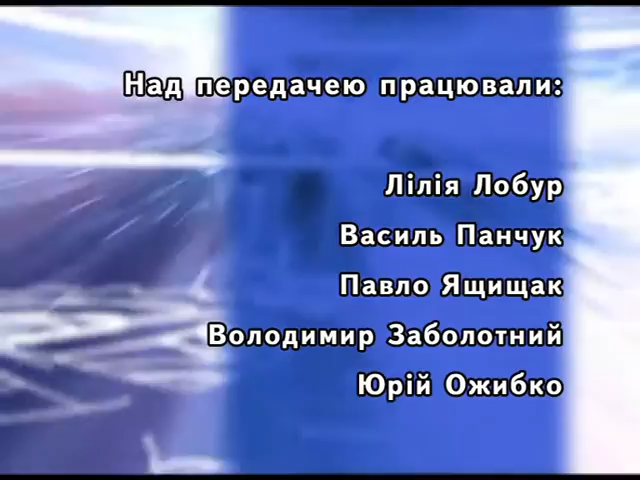 Над передачею працювали:
Лілія Лобур
Василь Панчук
Павло Ящищак
Володимир Заболотний
Юрій Ожибко